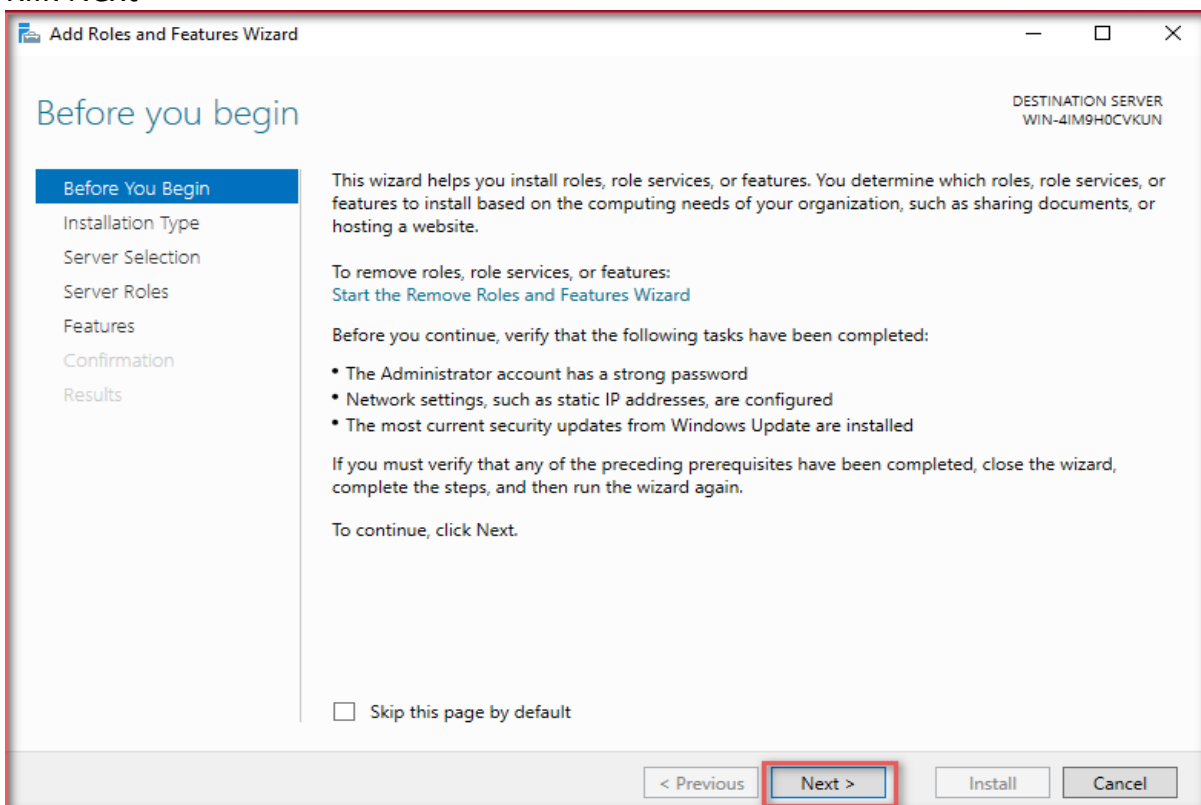 Next
Add Roles and Features Wizard
Before you begin
DESTINATION SERVER
WIN-4IM9H0CVKUN
Before You Begin
Installation Type
Server Selection
Server Roles
Features
Confirmation
Results
This wizard helps you install roles, role services, or features. You determine which roles, role services, or
features to install based on the computing needs of your organization, such as sharing documents, or
hosting a website.
To remove roles, role services, or features:
Start the Remove Roles and Features Wizard
Before you continue, verify that the following tasks have been completed:
• The Administrator account has a strong password
• Network settings, such as static IP addresses, are configured
• The most current security updates from Windows Update are installed
If you must verify that any of the preceding prerequisites have been completed, close the wizard,
complete the steps, and then run the wizard again.
To continue, click Next.
Skip this page by default
< Previous
Next >
Install
Cancel